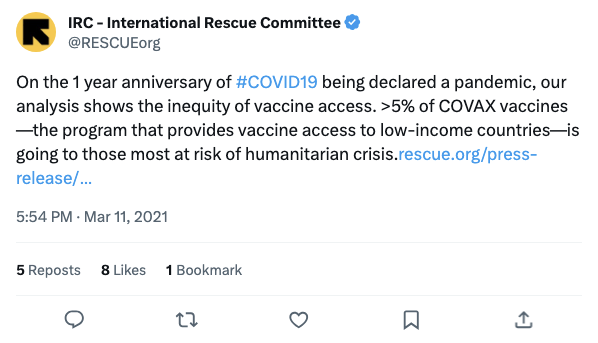 IRC - International Rescue Committee
@RESCUEorg
On the 1 year anniversary of #COVID19 being declared a pandemic, our
analysis shows the inequity of vaccine access. >5% of COVAX vaccines
—the program that provides vaccine access to low-income countries—is
going to those most at risk of humanitarian crisis.rescue.org/press-
release/...
5:54 PM · Mar 11, 2021
5 Reposts 8 Likes 1 Bookmark